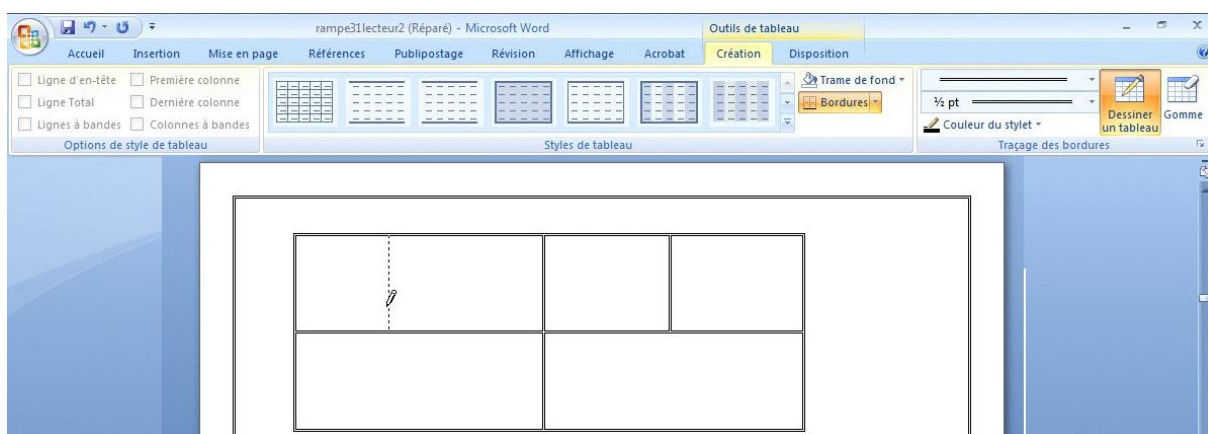 rampe31lecteur2 (Réparé) - Microsoft Word
Outils de tableau
Accueil Insertion Mise en page Références Publipostage Révision Affichage Acrobat Création Disposition
Ligne d'en-tête Première colonne
Ligne Total Dernière colonne
Lignes à bandes Colonnes à bandes
Options de style de tableau
Trame de fond
Bordures
Styles de tableau
½ pt
Couleur du stylet
Dessiner un tableau
Gomme
Traçage des bordures